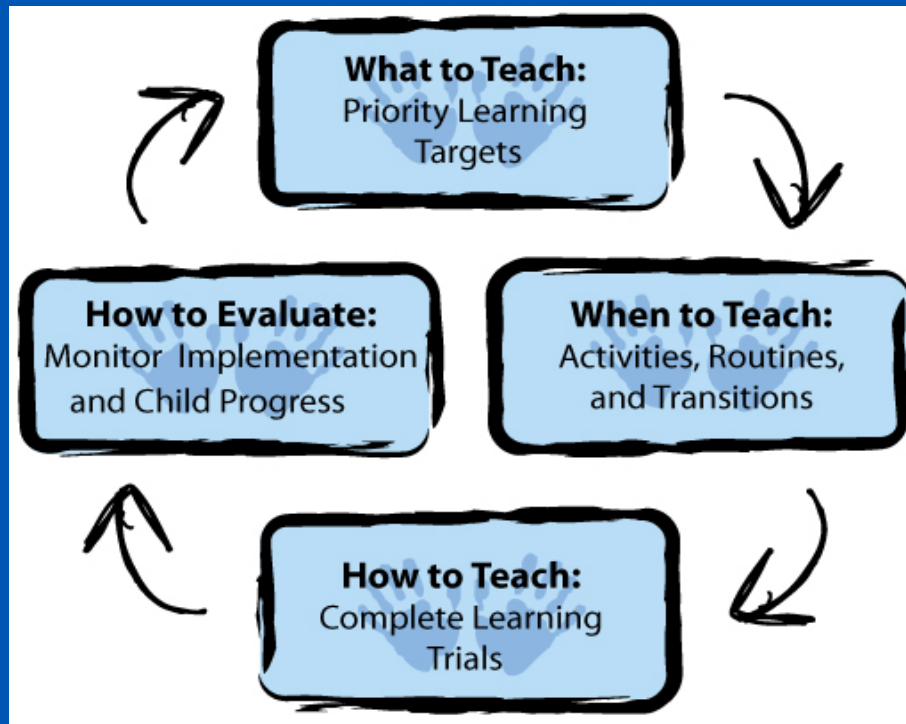 What to Teach:
Priority Learning
Targets
When to Teach:
Activities, Routines,
and Transitions
How to Teach:
Complete Learning
Trials
How to Evaluate:
Monitor Implementation
and Child Progress